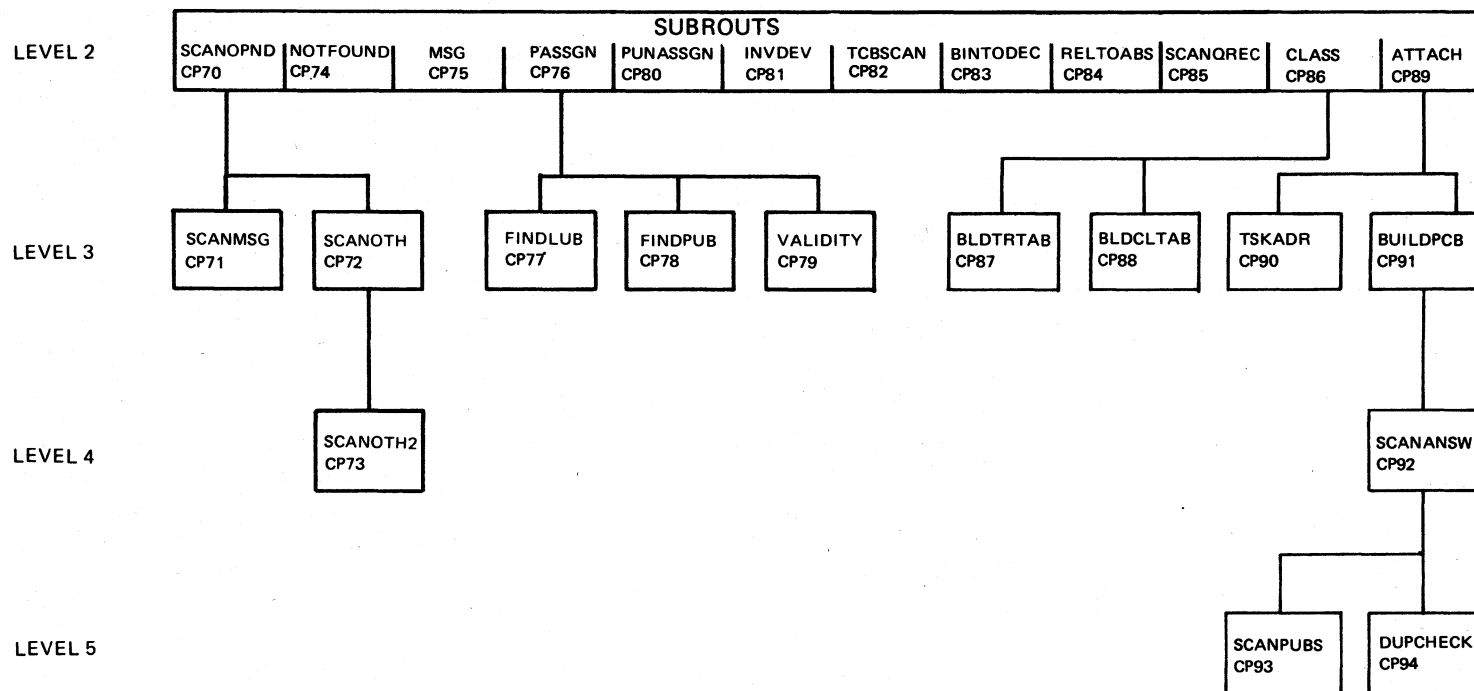 SUBROUTS
LEVEL 2
SCANOPND NOTFOUND MSG PASSGN PUNASSGN INVDEV TCBSCAN BINTODEC RELTOABS SCANQREC CLASS ATTACH
CP70 CP74 CP75 CP76 CP80 CP81 CP82 CP83 CP84 CP85 CP86 CP89
LEVEL 3
SCANMSG SCANOTH FINDLUB FINDPUB VALIDITY BLDTRTAB BLDCLTAB TSKADR BUILDPCB
CP71 CP72 CP77 CP78 CP79 CP87 CP88 CP90 CP91
LEVEL 4
SCANOTH2 SCANANSW
CP73 CP92
LEVEL 5
SCANPUBS DUPCHECK
CP93 CP94